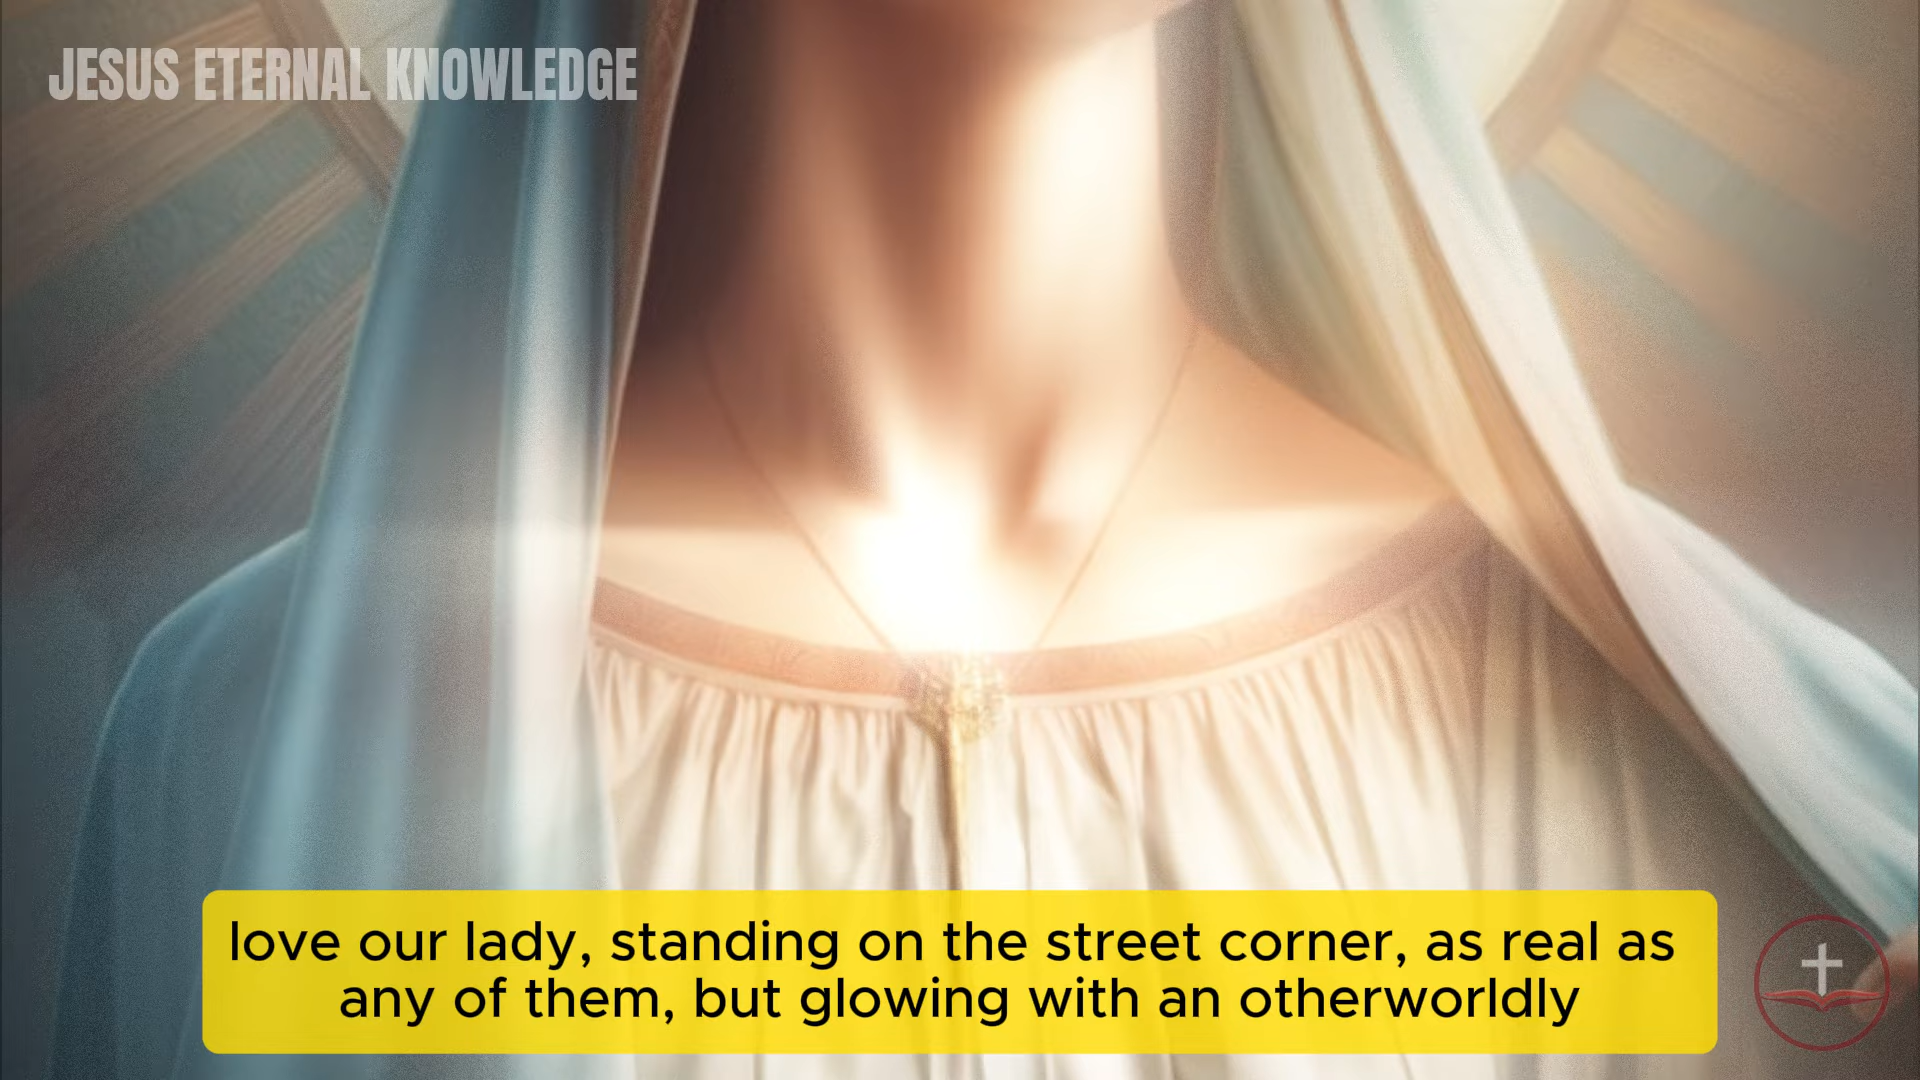 JESUS ETERNAL KNOWLEDGE
love our lady, standing on the street corner, as real as
any of them, but glowing with an otherworldly